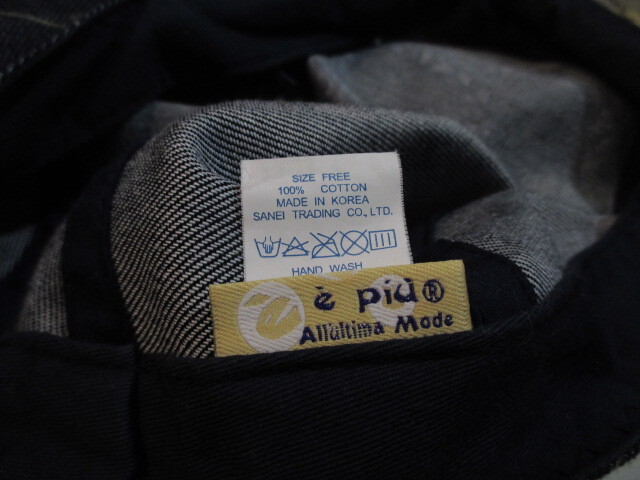 SIZE FREE
100% COTTON
MADE IN KOREA
SANEI TRADING CO., LTD.
HAND WASH
è più®
All'ultima Mode